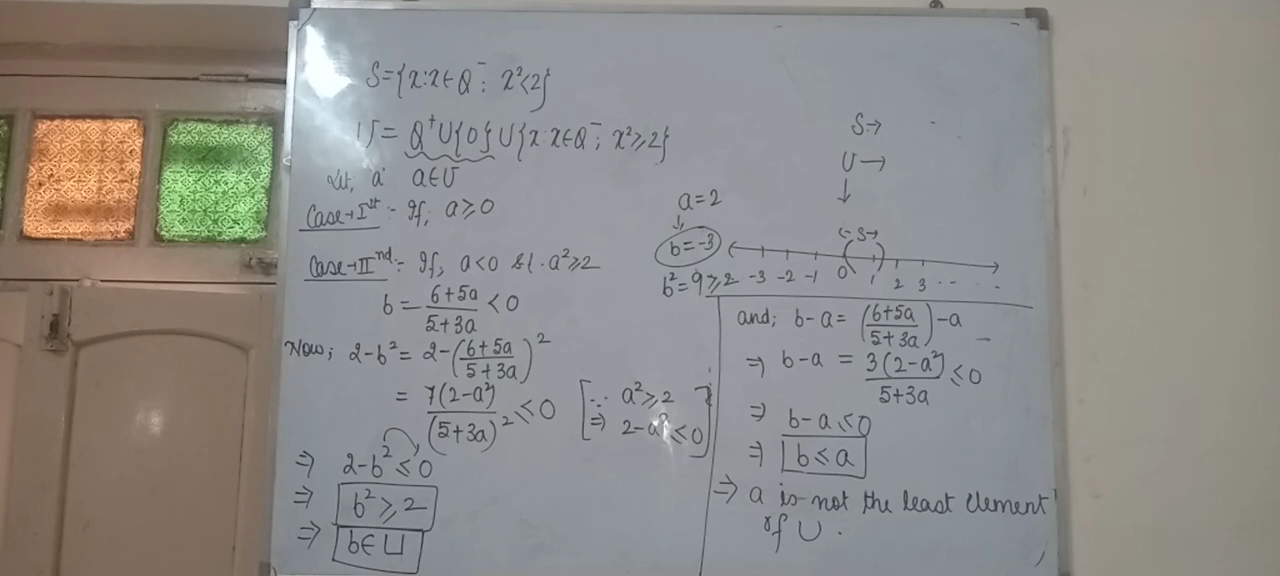 S={x:x∈Q⁻; x²<2}
U= Q⁺U{0}U{x:x∈Q⁻; x²≥2}
Let, a a∈U
Case-Iˢᵗ:- If; a≥0
Case-IIⁿᵈ:- If, a<0 &t. a²≥2
b= (6+5a)/(5+3a) <0
Now; 2-b²= 2-((6+5a)/(5+3a))²
= 7(2-a²)/(5+3a)² ≤0 [∵ a²≥2
⇒ 2-a² ≤0]
⇒ 2-b² ≤0
⇒ b²≥2
⇒ b∈U
S→
U→
↓
a=2
↓
b=-3
b²=9≥2
←S→
-3 -2 -1 0 1 2 3 ...
and; b-a= ((6+5a)/(5+3a))-a
⇒ b-a = 3(2-a²)/(5+3a) ≤0
⇒ b-a≤0
⇒ b≤a
⇒ a is not the least element
of U.